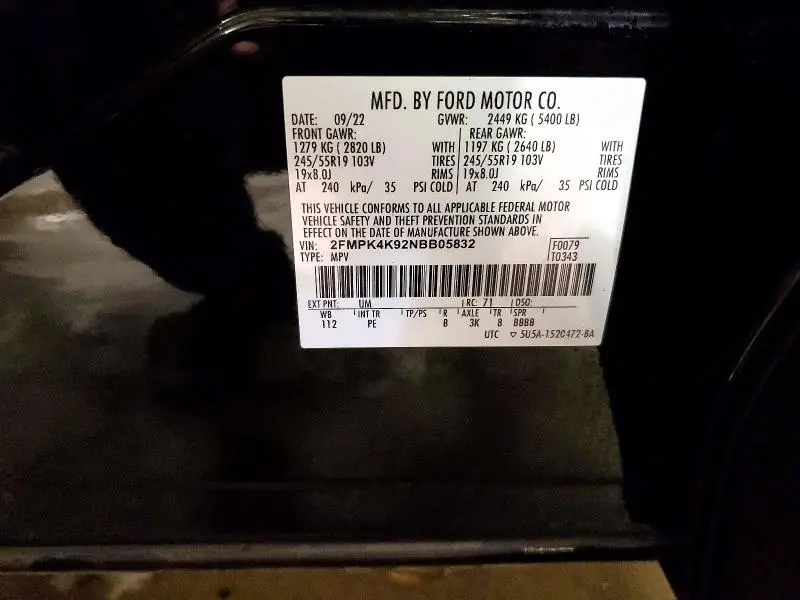 MFD. BY FORD MOTOR CO.
DATE: 09/22 GVWR: 2449 KG ( 5400 LB)
FRONT GAWR: REAR GAWR:
1279 KG ( 2820 LB) WITH 1197 KG ( 2640 LB) WITH
245/55R19 103V TIRES 245/55R19 103V TIRES
19x8.0J RIMS 19x8.0J RIMS
AT 240 kPa/ 35 PSI COLD AT 240 kPa/ 35 PSI COLD
THIS VEHICLE CONFORMS TO ALL APPLICABLE FEDERAL MOTOR
VEHICLE SAFETY AND THEFT PREVENTION STANDARDS IN
EFFECT ON THE DATE OF MANUFACTURE SHOWN ABOVE.
VIN: 2FMPK4K92NBB05832 F0079
TYPE: MPV T0343
EXT PNT: UM RC: 71 DSO:
WB INT TR TP/PS R AXLE TR SPR
112 PE B 3K 8 BBBB
UTC ▽ 5U5A-1520472-BA